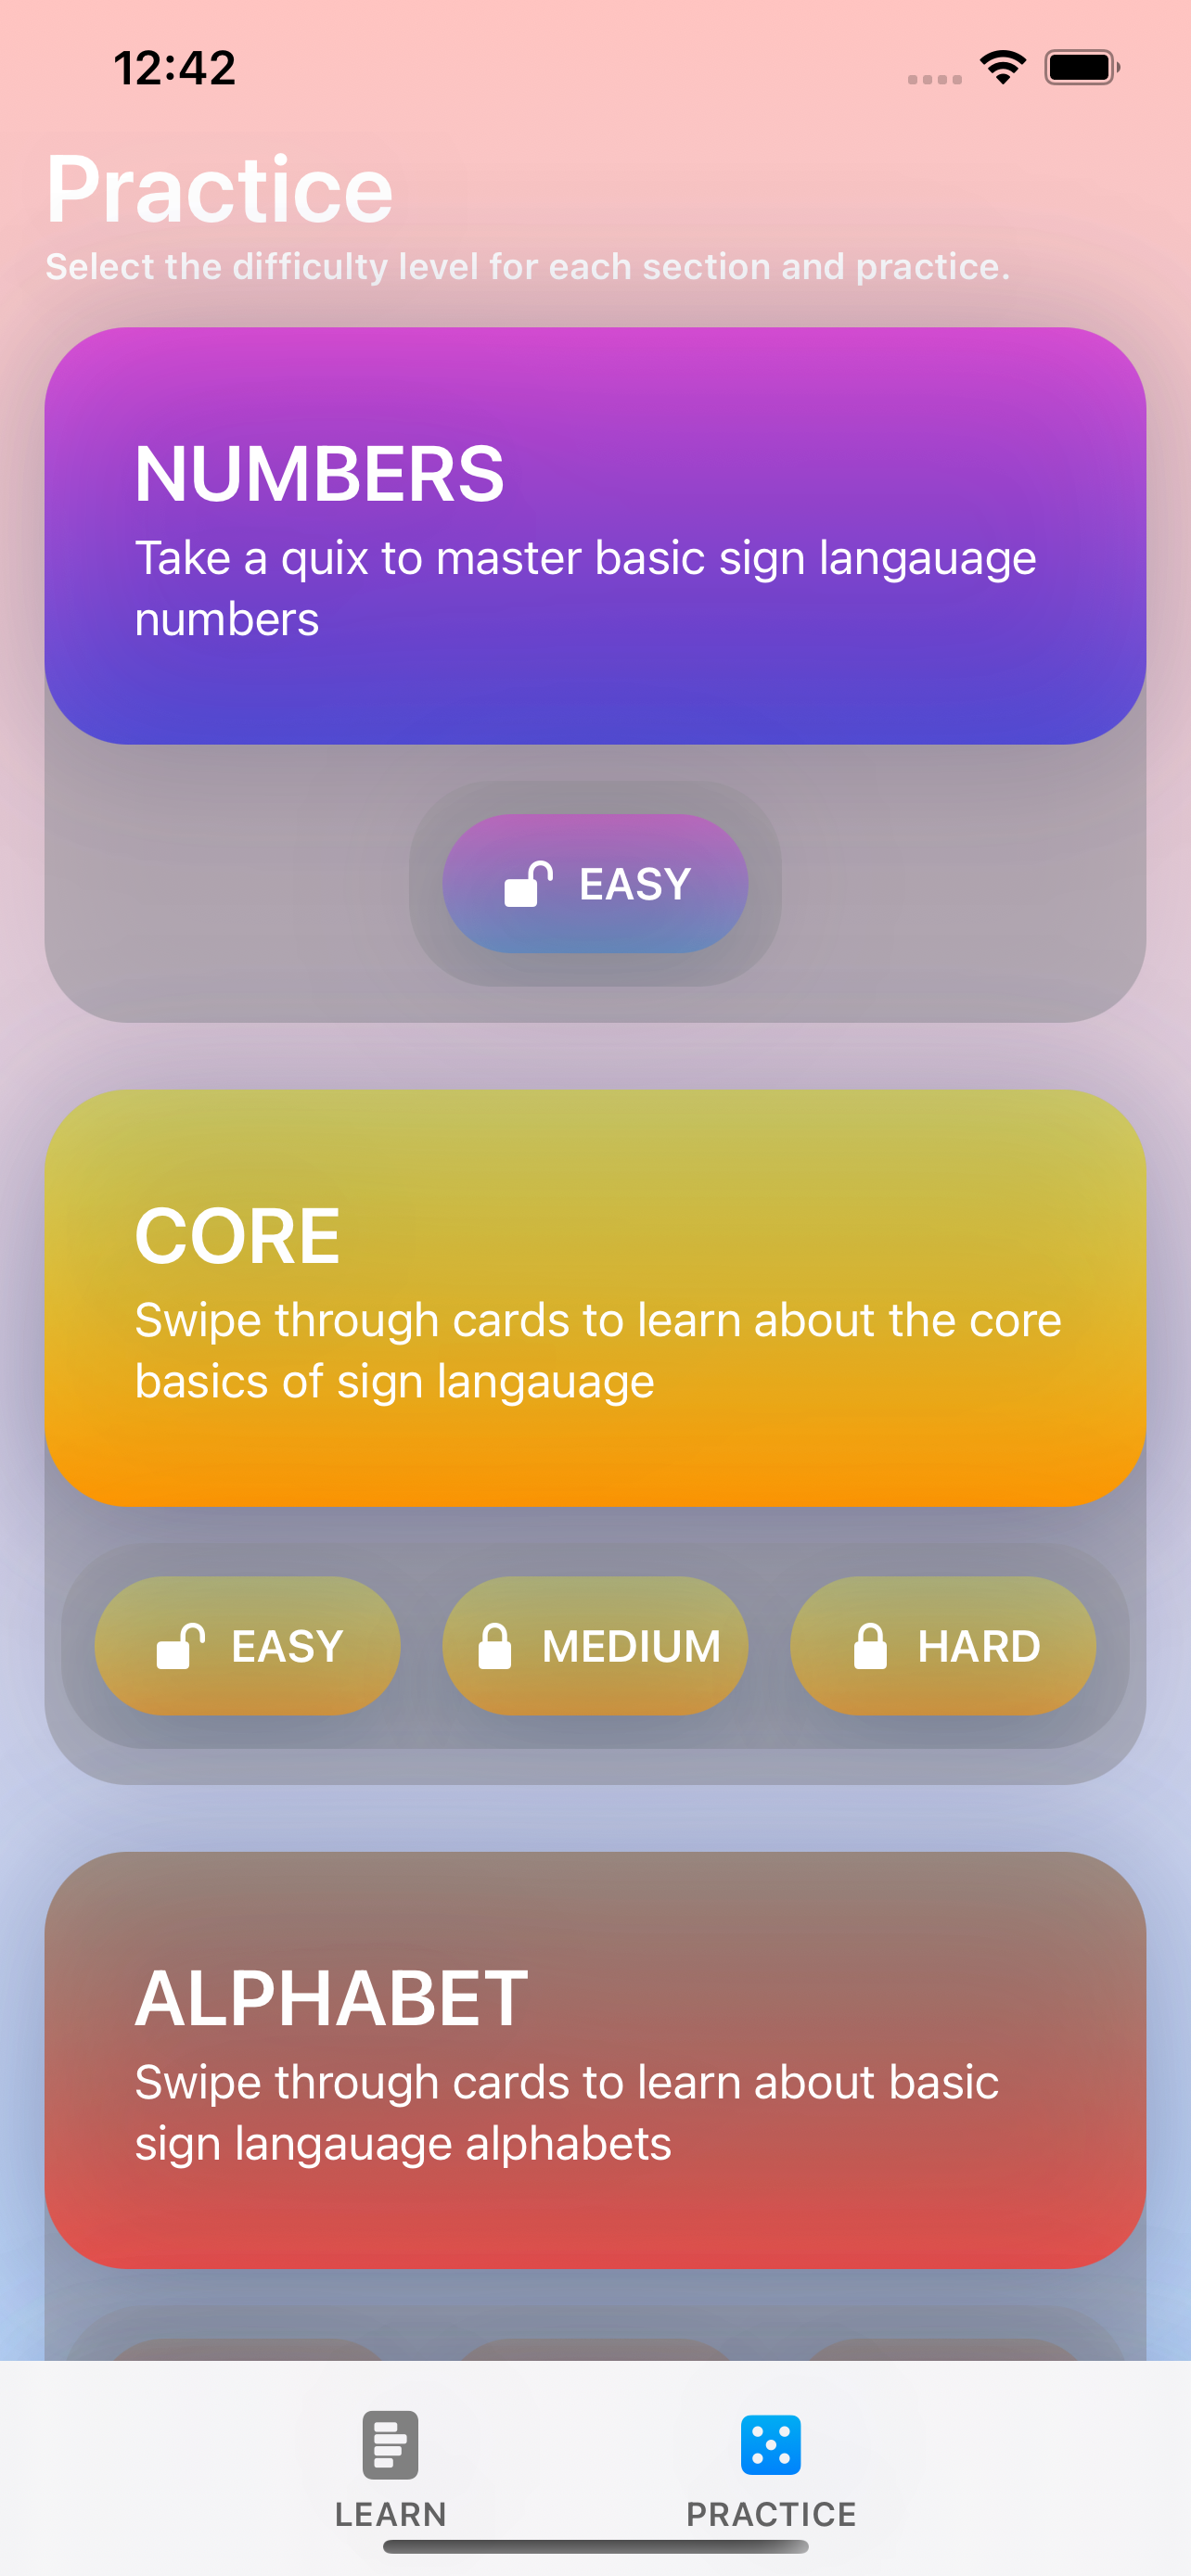 12:42
Practice
Select the difficulty level for each section and practice.
NUMBERS
Take a quix to master basic sign langauage
numbers
EASY
CORE
Swipe through cards to learn about the core
basics of sign langauage
EASY MEDIUM HARD
ALPHABET
Swipe through cards to learn about basic
sign langauage alphabets
LEARN PRACTICE